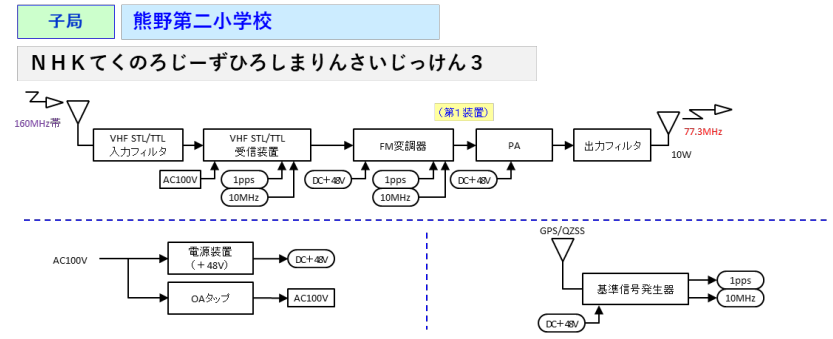 子局
熊野第二小学校
NHKてくのろじーずひろしまりんさいじっけん3
(第1装置)
160MHz帯
77.3MHz
10W
VHF STL/TTL
入力フィルタ
VHF STL/TTL
受信装置
FM変調器
PA
出力フィルタ
AC100V
1pps
10MHz
DC+48V
1pps
10MHz
DC+48V
AC100V
電源装置
(+48V)
DC+48V
OAタップ
AC100V
GPS/QZSS
基準信号発生器
1pps
10MHz
DC+48V